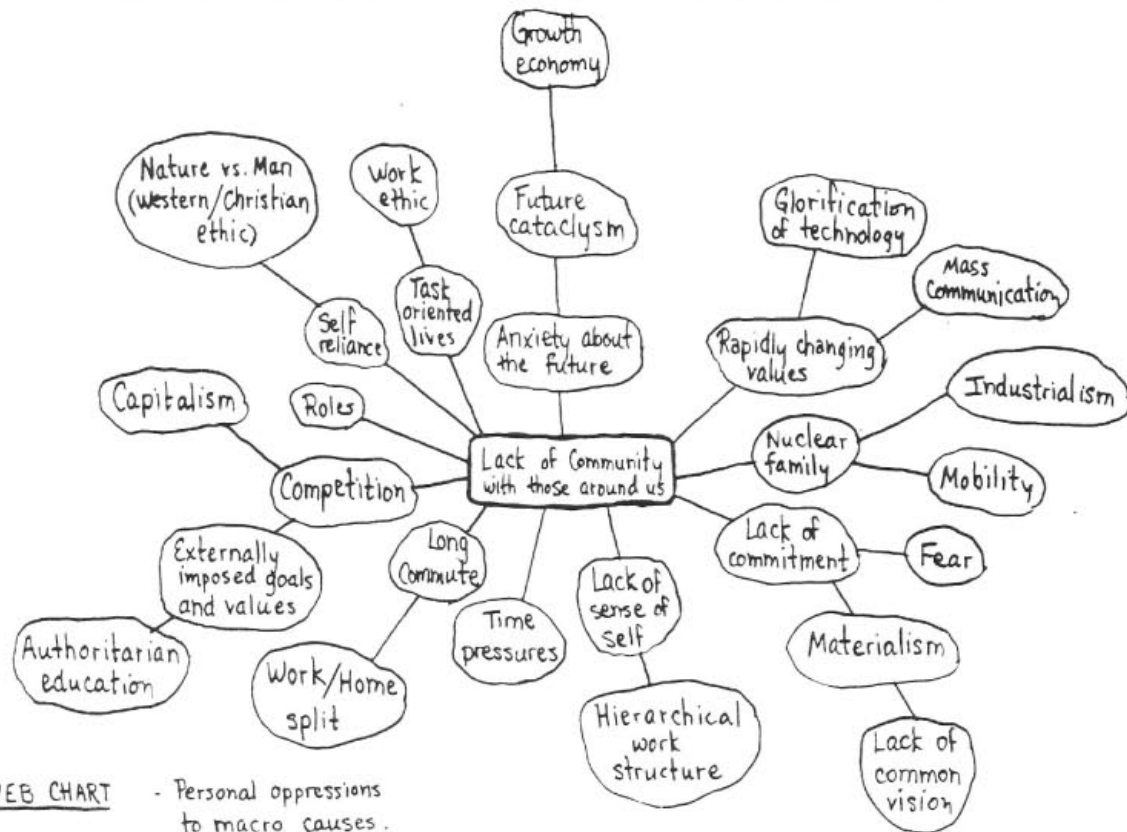 Growth
economy
Nature vs. Man
(Western/Christian
ethic)
Work
ethic
Future
cataclysm
Glorification
of technology
Mass
communication
Self
reliance
Task
oriented
lives
Anxiety about
the future
Rapidly changing
values
Capitalism
Roles
Industrialism
Nuclear
family
Lack of Community
with those around us
Competition
Mobility
Lack of
commitment
Fear
Externally
imposed goals
and values
Long
Commute
Lack of
sense of
self
Time
pressures
Materialism
Authoritarian
education
Work/Home
split
Hierarchical
work
structure
Lack of
common
vision
EB CHART - Personal oppressions
to macro causes.